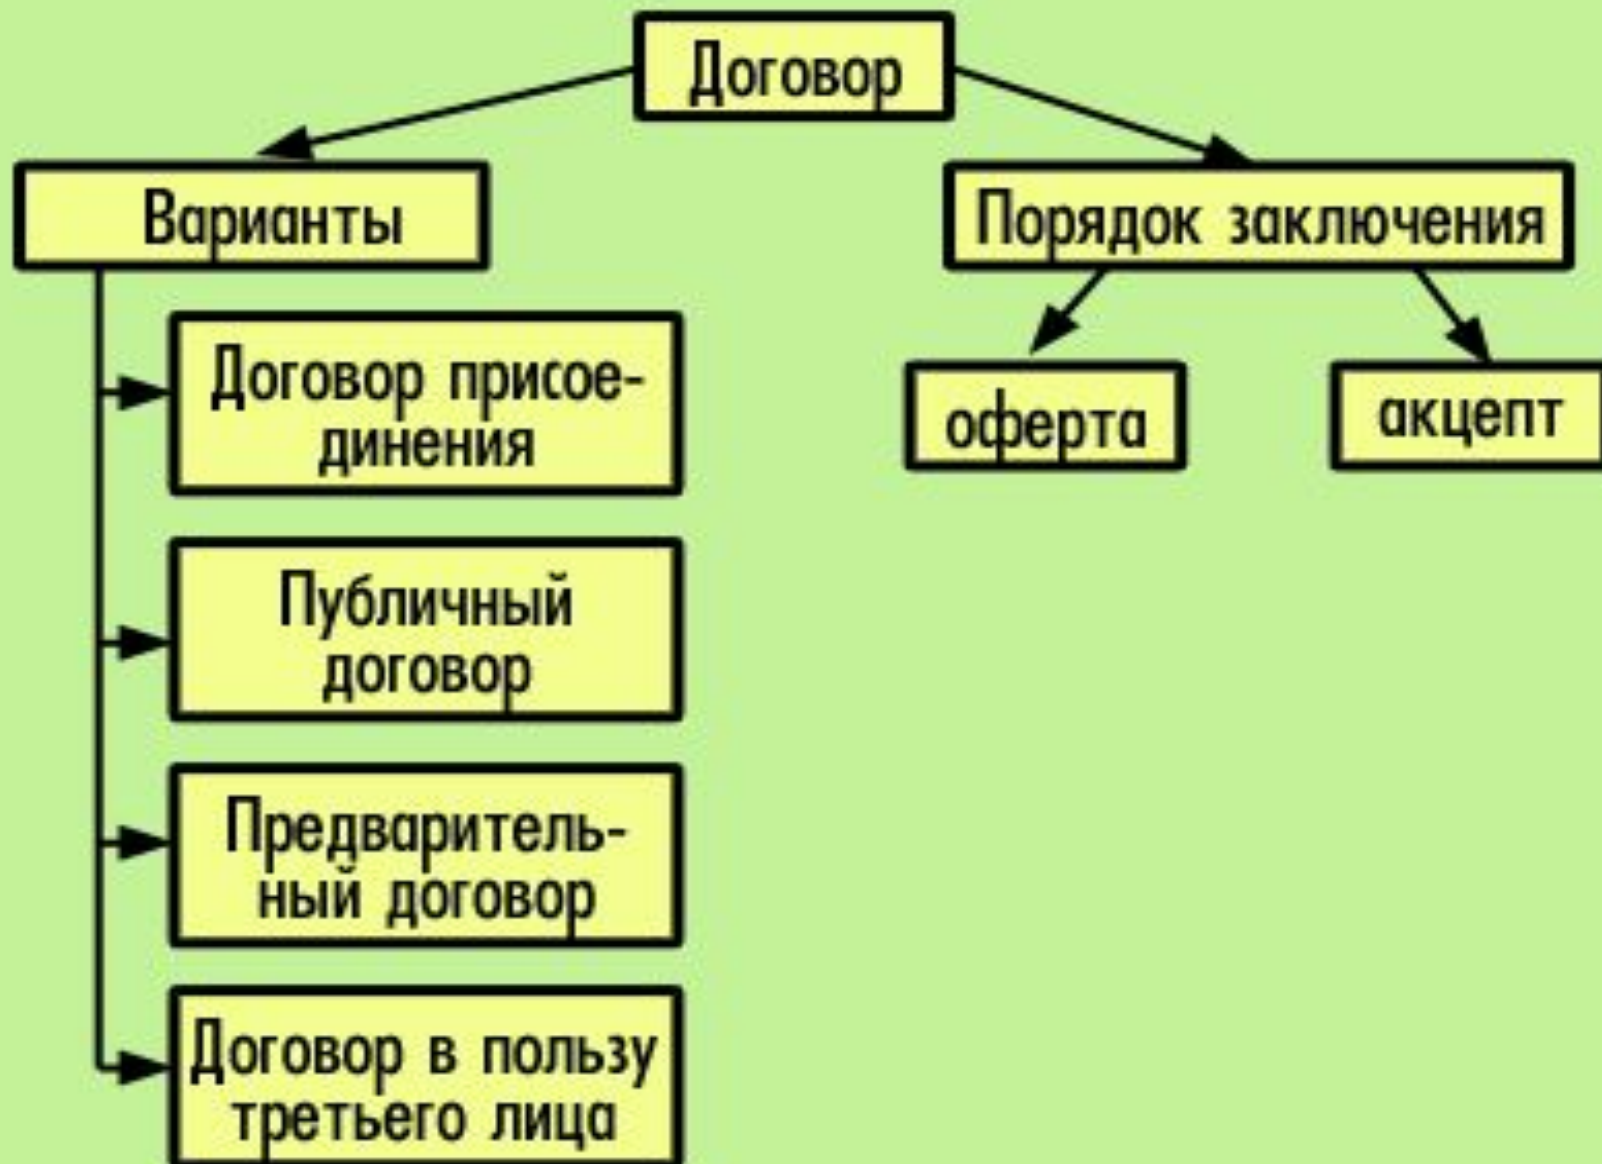 Договор
Варианты
Порядок заключения
Договор присое-
динения
оферта
акцепт
Публичный
договор
Предваритель-
ный договор
Договор в пользу
третьего лица